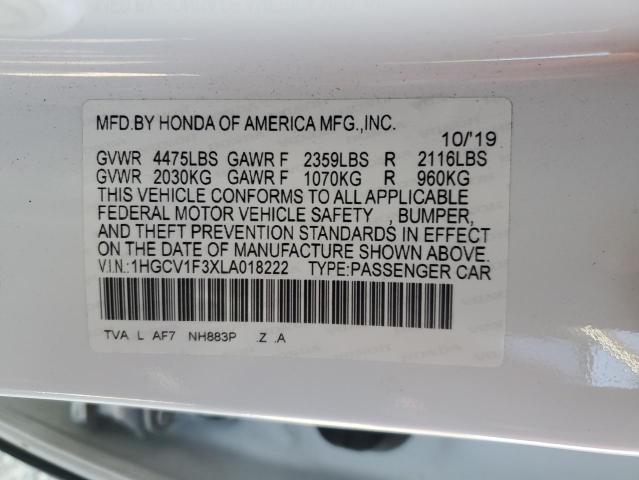 MFD.BY HONDA OF AMERICA MFG.,INC.
10/'19
GVWR 4475LBS GAWR F 2359LBS R 2116LBS
GVWR 2030KG GAWR F 1070KG R 960KG
THIS VEHICLE CONFORMS TO ALL APPLICABLE
FEDERAL MOTOR VEHICLE SAFETY , BUMPER,
AND THEFT PREVENTION STANDARDS IN EFFECT
ON THE DATE OF MANUFACTURE SHOWN ABOVE.
V.I.N.:1HGCV1F3XLA018222 TYPE:PASSENGER CAR
TVA L AF7 NH883P .Z .A